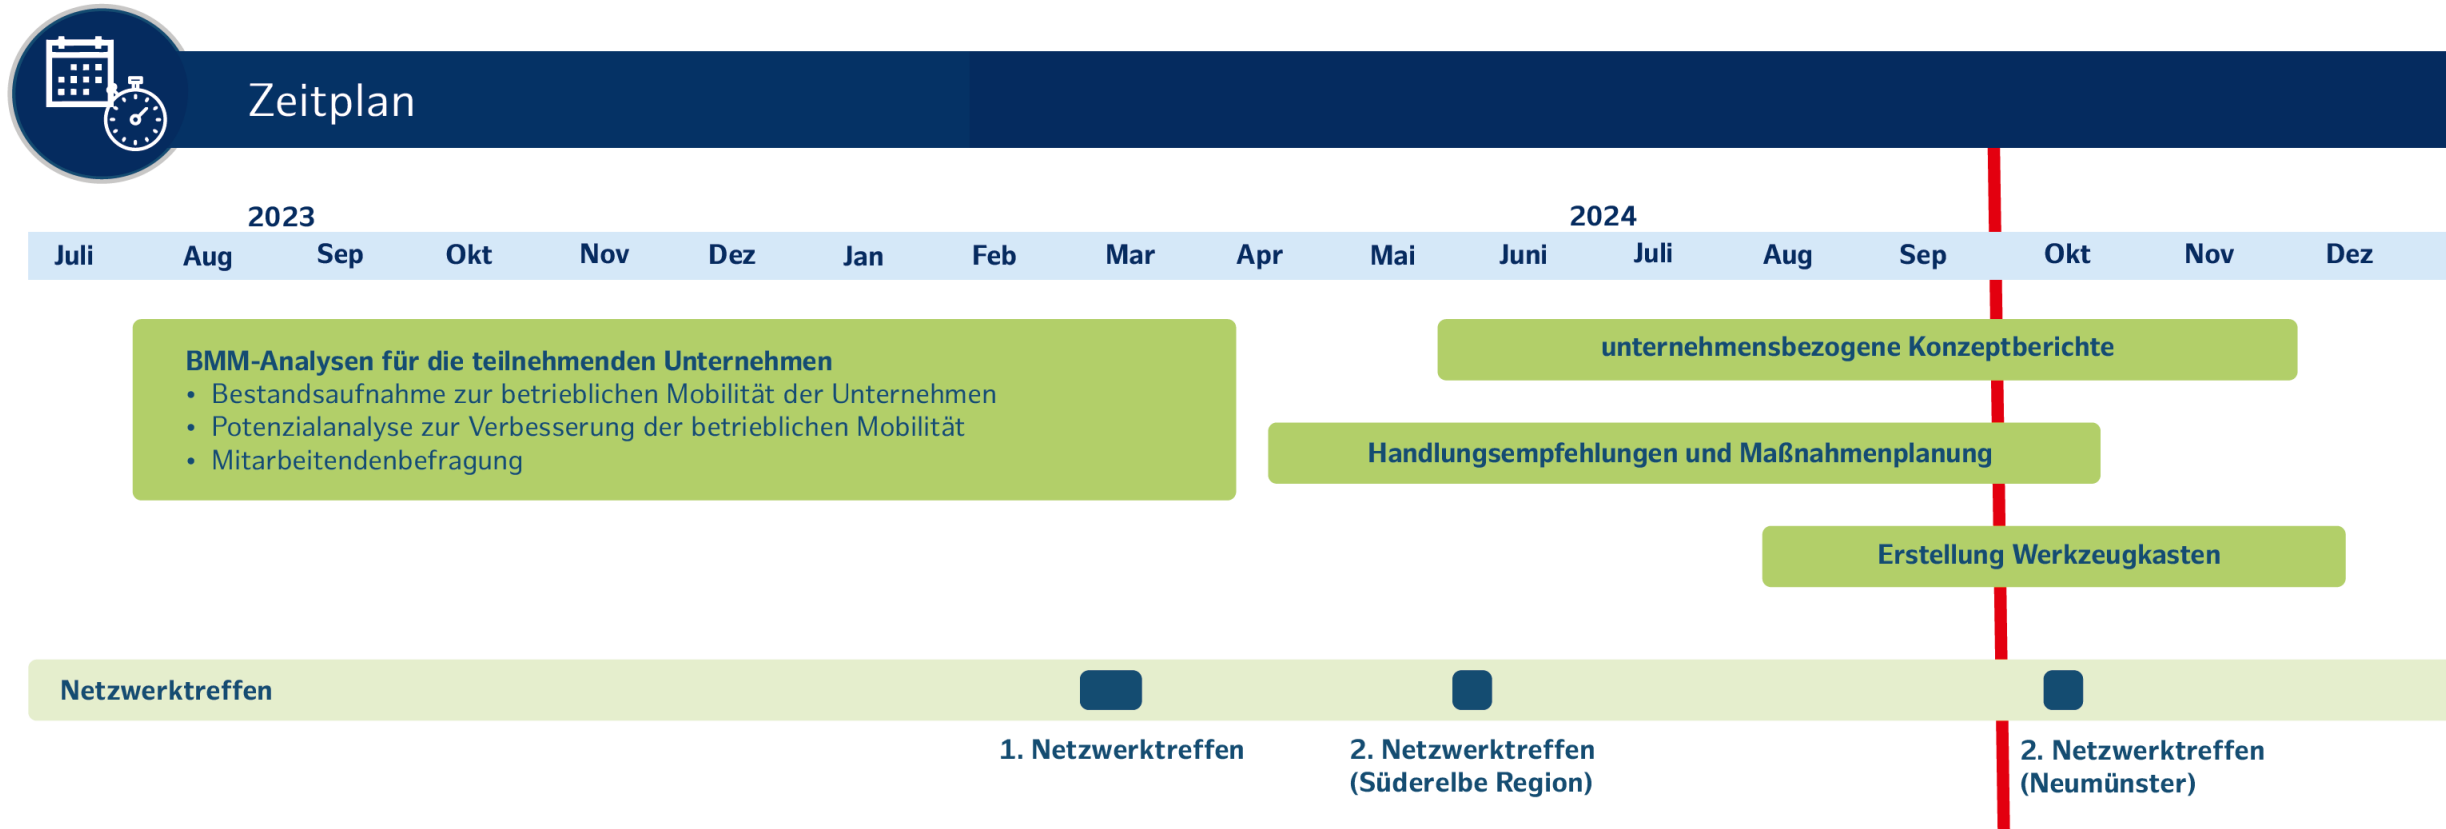 Zeitplan
2023
2024
Juli Aug Sep Okt Nov Dez Jan Feb Mar Apr Mai Juni Juli Aug Sep Okt Nov Dez
BMM-Analysen für die teilnehmenden Unternehmen
• Bestandsaufnahme zur betrieblichen Mobilität der Unternehmen
• Potenzialanalyse zur Verbesserung der betrieblichen Mobilität
• Mitarbeitendenbefragung
unternehmensbezogene Konzeptberichte
Handlungsempfehlungen und Maßnahmenplanung
Erstellung Werkzeugkasten
Netzwerktreffen
1. Netzwerktreffen
2. Netzwerktreffen
(Süderelbe Region)
2. Netzwerktreffen
(Neumünster)